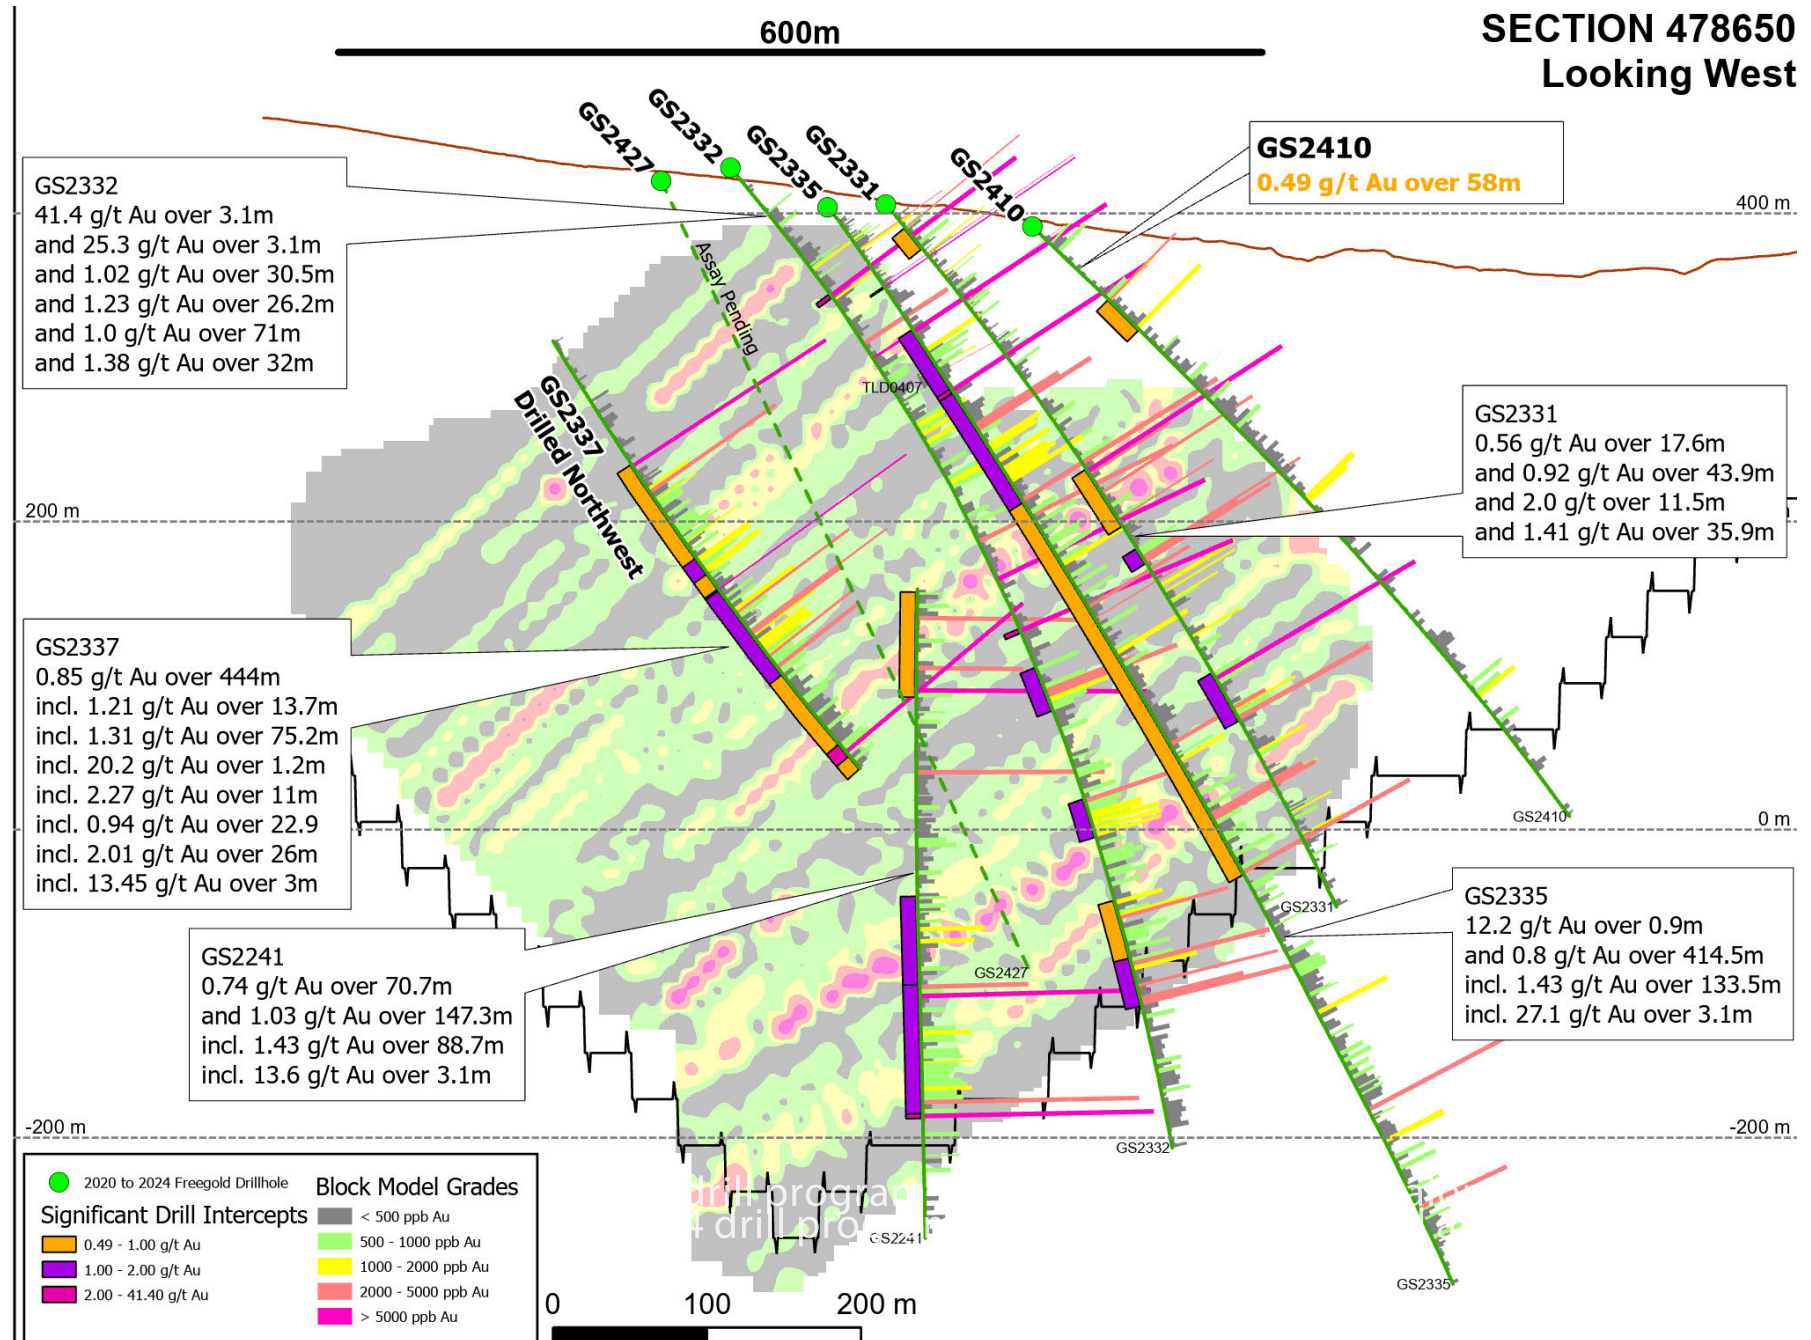 600m
SECTION 478650
Looking West
GS2427
GS2332
GS2335
GS2331
GS2410
GS2410
0.49 g/t Au over 58m
400 m
GS2332
41.4 g/t Au over 3.1m
and 25.3 g/t Au over 3.1m
and 1.02 g/t Au over 30.5m
and 1.23 g/t Au over 26.2m
and 1.0 g/t Au over 71m
and 1.38 g/t Au over 32m
Assay Pending
TLD0407
GS2337
Drilled Northwest
GS2331
0.56 g/t Au over 17.6m
and 0.92 g/t Au over 43.9m
and 2.0 g/t over 11.5m
and 1.41 g/t Au over 35.9m
200 m
GS2337
0.85 g/t Au over 444m
incl. 1.21 g/t Au over 13.7m
incl. 1.31 g/t Au over 75.2m
incl. 20.2 g/t Au over 1.2m
incl. 2.27 g/t Au over 11m
incl. 0.94 g/t Au over 22.9
incl. 2.01 g/t Au over 26m
incl. 13.45 g/t Au over 3m
GS2410
0 m
GS2331
GS2335
12.2 g/t Au over 0.9m
and 0.8 g/t Au over 414.5m
incl. 1.43 g/t Au over 133.5m
incl. 27.1 g/t Au over 3.1m
GS2241
0.74 g/t Au over 70.7m
and 1.03 g/t Au over 147.3m
incl. 1.43 g/t Au over 88.7m
incl. 13.6 g/t Au over 3.1m
GS2427
-200 m
-200 m
GS2332
GS2241
GS2335
drill program
4 drill pro
2020 to 2024 Freegold Drillhole
Significant Drill Intercepts
0.49 - 1.00 g/t Au
1.00 - 2.00 g/t Au
2.00 - 41.40 g/t Au
Block Model Grades
< 500 ppb Au
500 - 1000 ppb Au
1000 - 2000 ppb Au
2000 - 5000 ppb Au
> 5000 ppb Au
0 100 200 m